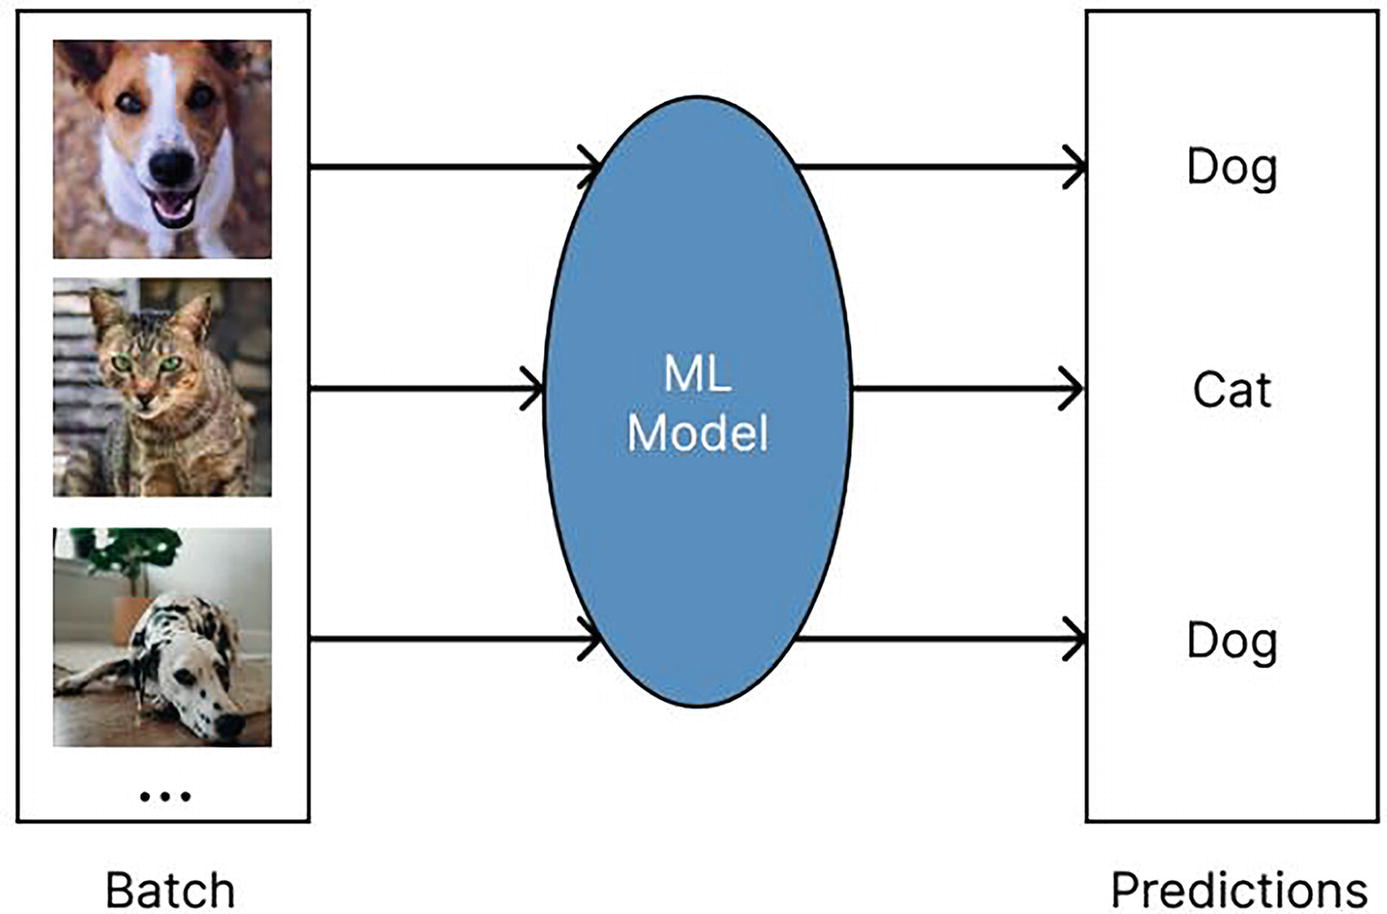 Dog
ML
Model
Cat
Dog
...
Batch
Predictions